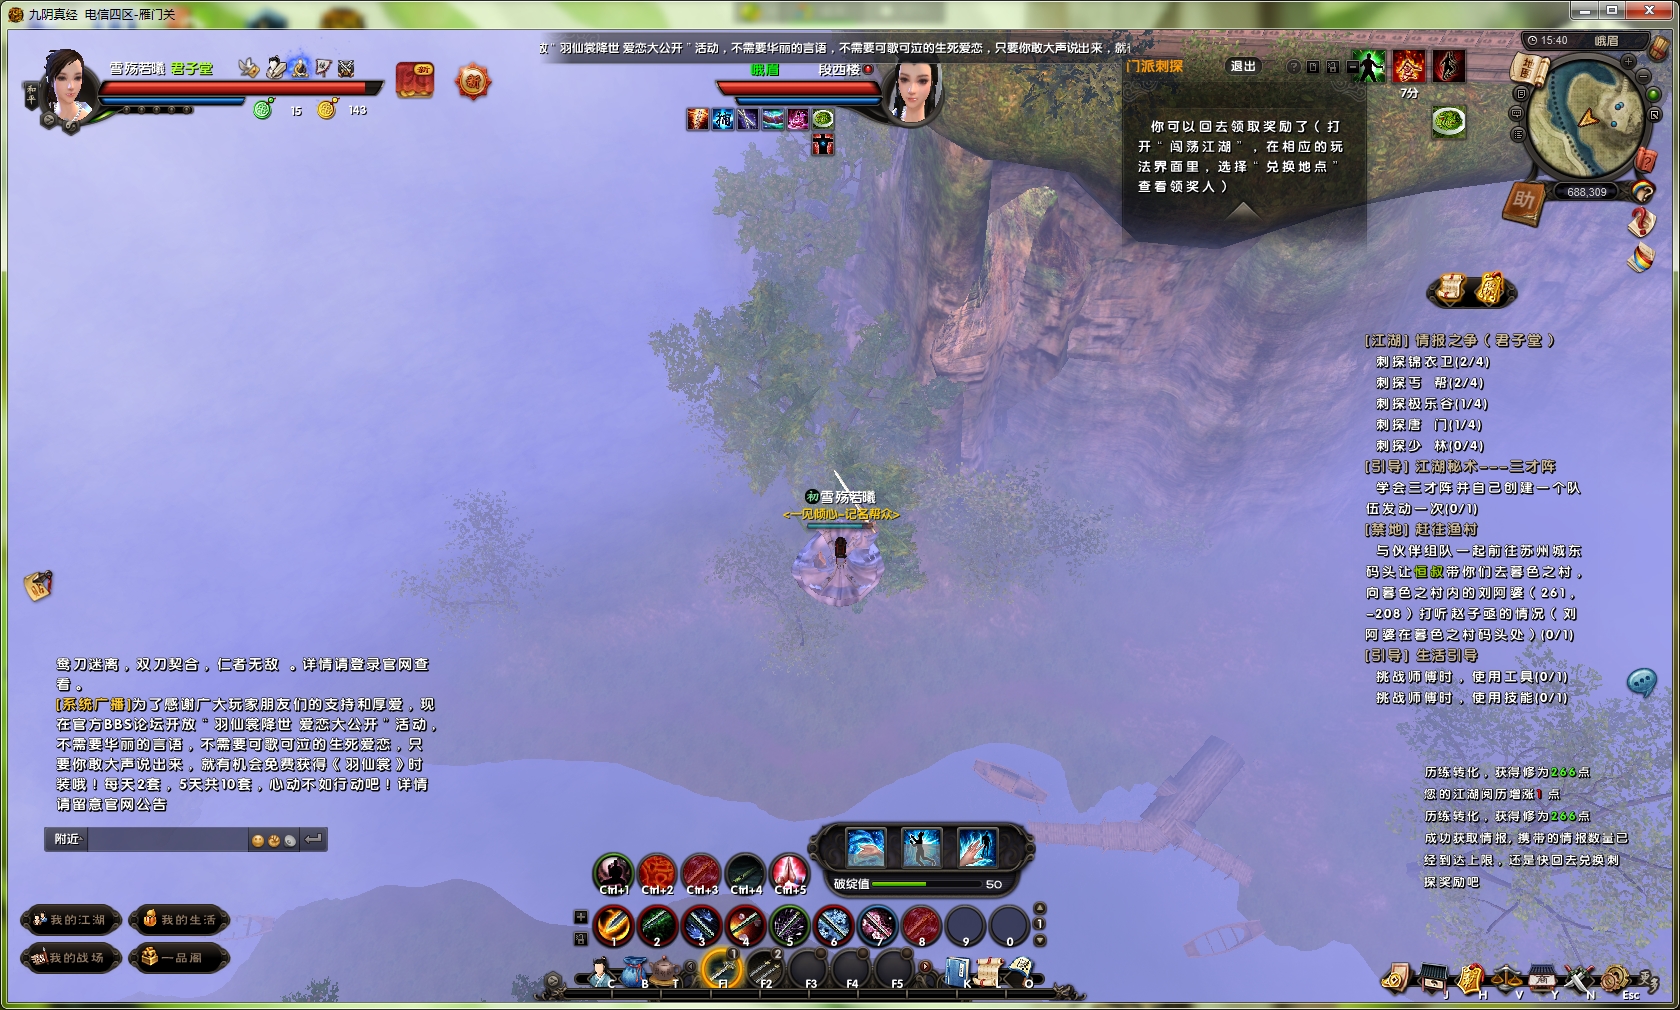 九阴真经 电信四区-雁门关
放“羽仙裳降世 爱恋大公开”活动，不需要华丽的言语，不需要可歌可泣的生死爱恋，只要你敢大声说出来，就
雪殇若曦 君子堂
和平
新
15
143
峨眉
段西楼
门派刺探
退出
7分
15:40
峨眉
地图
688,309
助
你可以回去领取奖励了（打
开“闯荡江湖”，在相应的玩
法界面里，选择“兑换地点”
查看领奖人）
[江湖] 情报之争（君子堂）
刺探锦衣卫(2/4)
刺探丐 帮(2/4)
刺探极乐谷(1/4)
刺探唐 门(1/4)
刺探少 林(0/4)
[引导] 江湖秘术---三才阵
学会三才阵并自己创建一个队
伍发动一次(0/1)
[禁地] 赶往渔村
与伙伴组队一起前往苏州城东
码头让恒叔带你们去暮色之村，
向暮色之村内的刘阿婆（261，
-208）打听赵子亟的情况（刘
阿婆在暮色之村码头处）(0/1)
[引导] 生活引导
挑战师傅时，使用工具(0/1)
挑战师傅时，使用技能(0/1)
初 雪殇若曦
<一见倾心-记名帮众>
鸳刀迷离，双刀契合，仁者无敌 。详情请登录官网查
看。
[系统广播]为了感谢广大玩家朋友们的支持和厚爱，现
在官方BBS论坛开放“羽仙裳降世 爱恋大公开”活动，
不需要华丽的言语，不需要可歌可泣的生死爱恋，只
要你敢大声说出来，就有机会免费获得《羽仙裳》时
装哦！每天2套，5天共10套，心动不如行动吧！详情
请留意官网公告
附近
历练转化，获得修为266点
您的江湖阅历增涨1 点
历练转化，获得修为266点
成功获取情报，携带的情报数量已
经到达上限，还是快回去兑换刺
探奖励吧
破绽值 50
Ctrl+1 Ctrl+2 Ctrl+3 Ctrl+4 Ctrl+5
1 2 3 4 5 6 7 8 9 0
1
我的江湖
我的生活
我的战场
一品阁
C B T F1 F2 F3 F4 F5 K L O
1 2
J H V Y N Esc